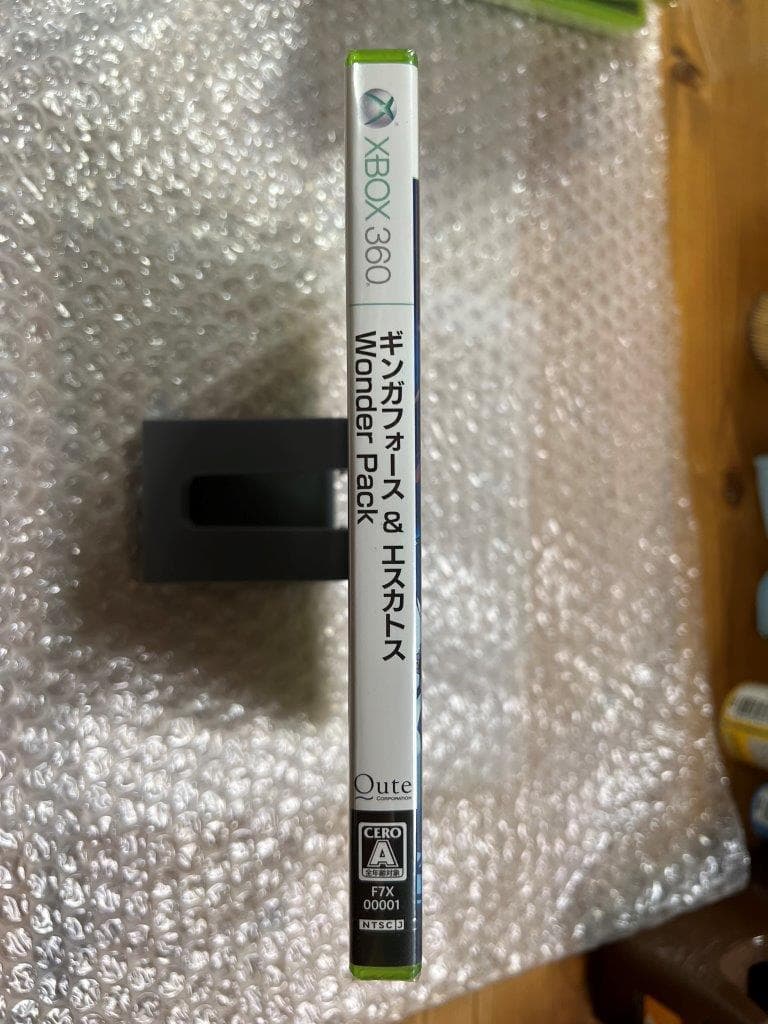 XBOX 360
ギンガフォース & エスカトス
Wonder Pack
Qute
CORPORATION
CERO
A
全年齢対象
F7X
00001
NTSC J